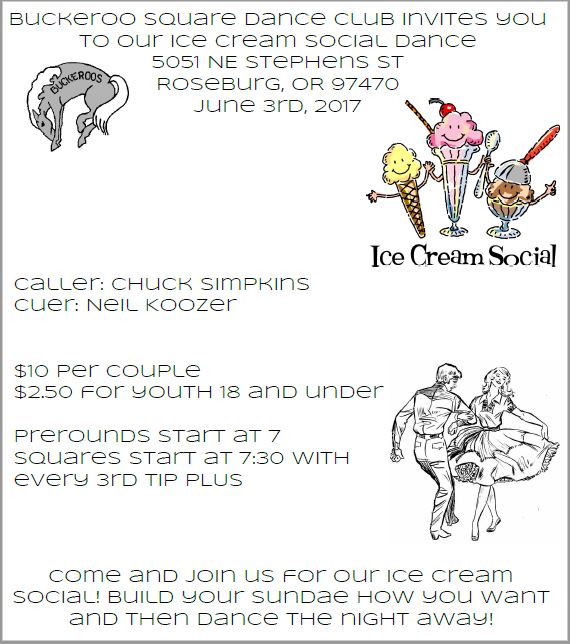 Buckeroo Square Dance Club invites you
to our Ice Cream Social Dance
5051 NE Stephens St
Roseburg, OR 97470
June 3rd, 2017
BUCKEROOS
Ice Cream Social
Caller: Chuck Simpkins
Cuer: Neil Koozer
$10 per couple
$2.50 for youth 18 and under
Prerounds start at 7
Squares start at 7:30 with
every 3rd tip plus
Come and join us for our ice cream
social! Build your sundae how you want
and then dance the night away!